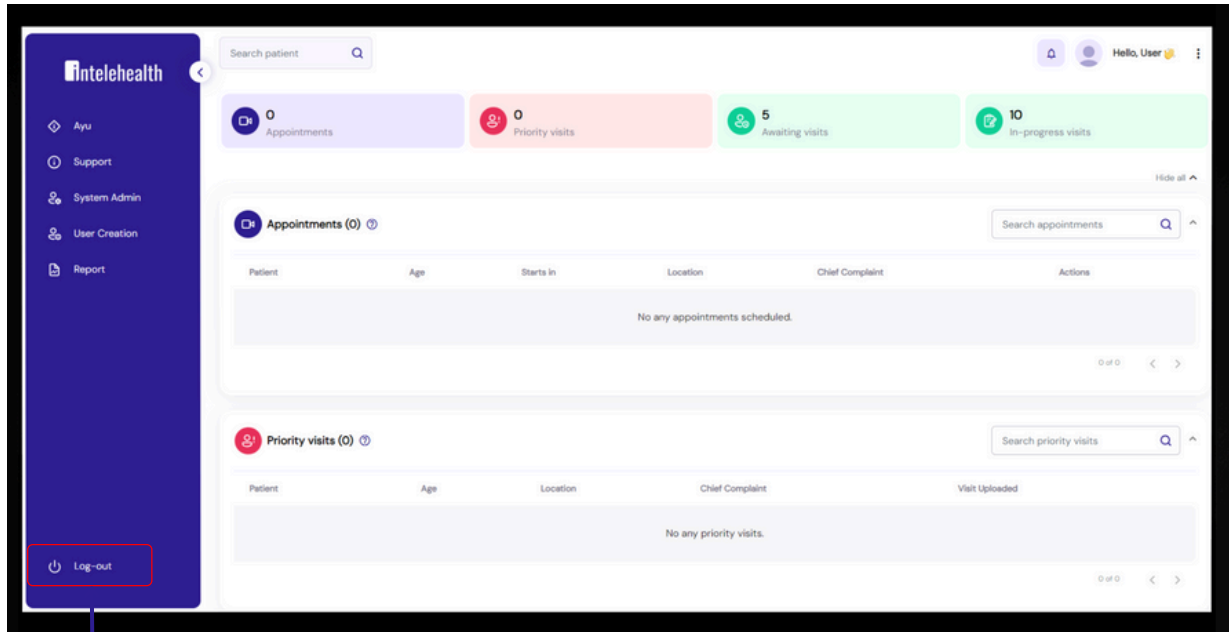 intelehealth
Ayu
Support
System Admin
User Creation
Report
Log-out
Search patient
Hello, User👋
0
Appointments
0
Priority visits
5
Awaiting visits
10
In-progress visits
Hide all
Appointments (0)
Search appointments
Patient Age Starts in Location Chief Complaint Actions
No any appointments scheduled.
0 of 0
Priority visits (0)
Search priority visits
Patient Age Location Chief Complaint Visit Uploaded
No any priority visits.
0 of 0